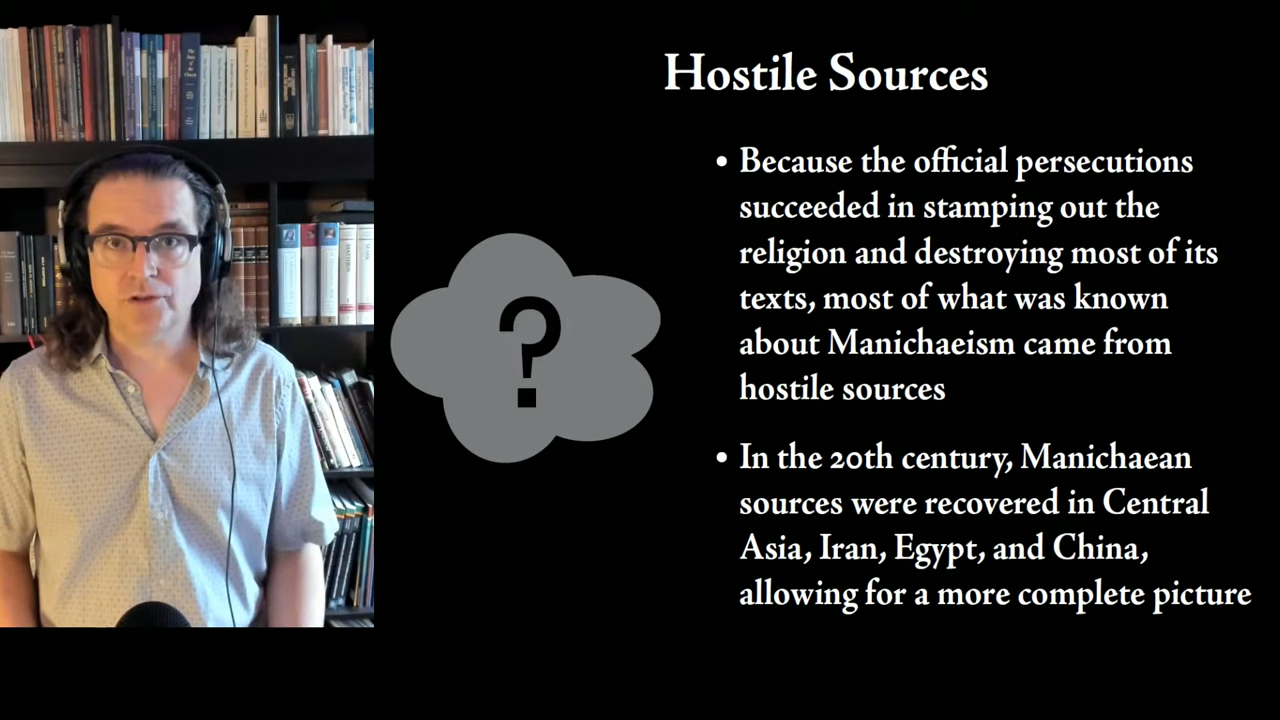 Hostile Sources
• Because the official persecutions
succeeded in stamping out the
religion and destroying most of its
texts, most of what was known
about Manichaeism came from
hostile sources
• In the 20th century, Manichaean
sources were recovered in Central
Asia, Iran, Egypt, and China,
allowing for a more complete picture
?